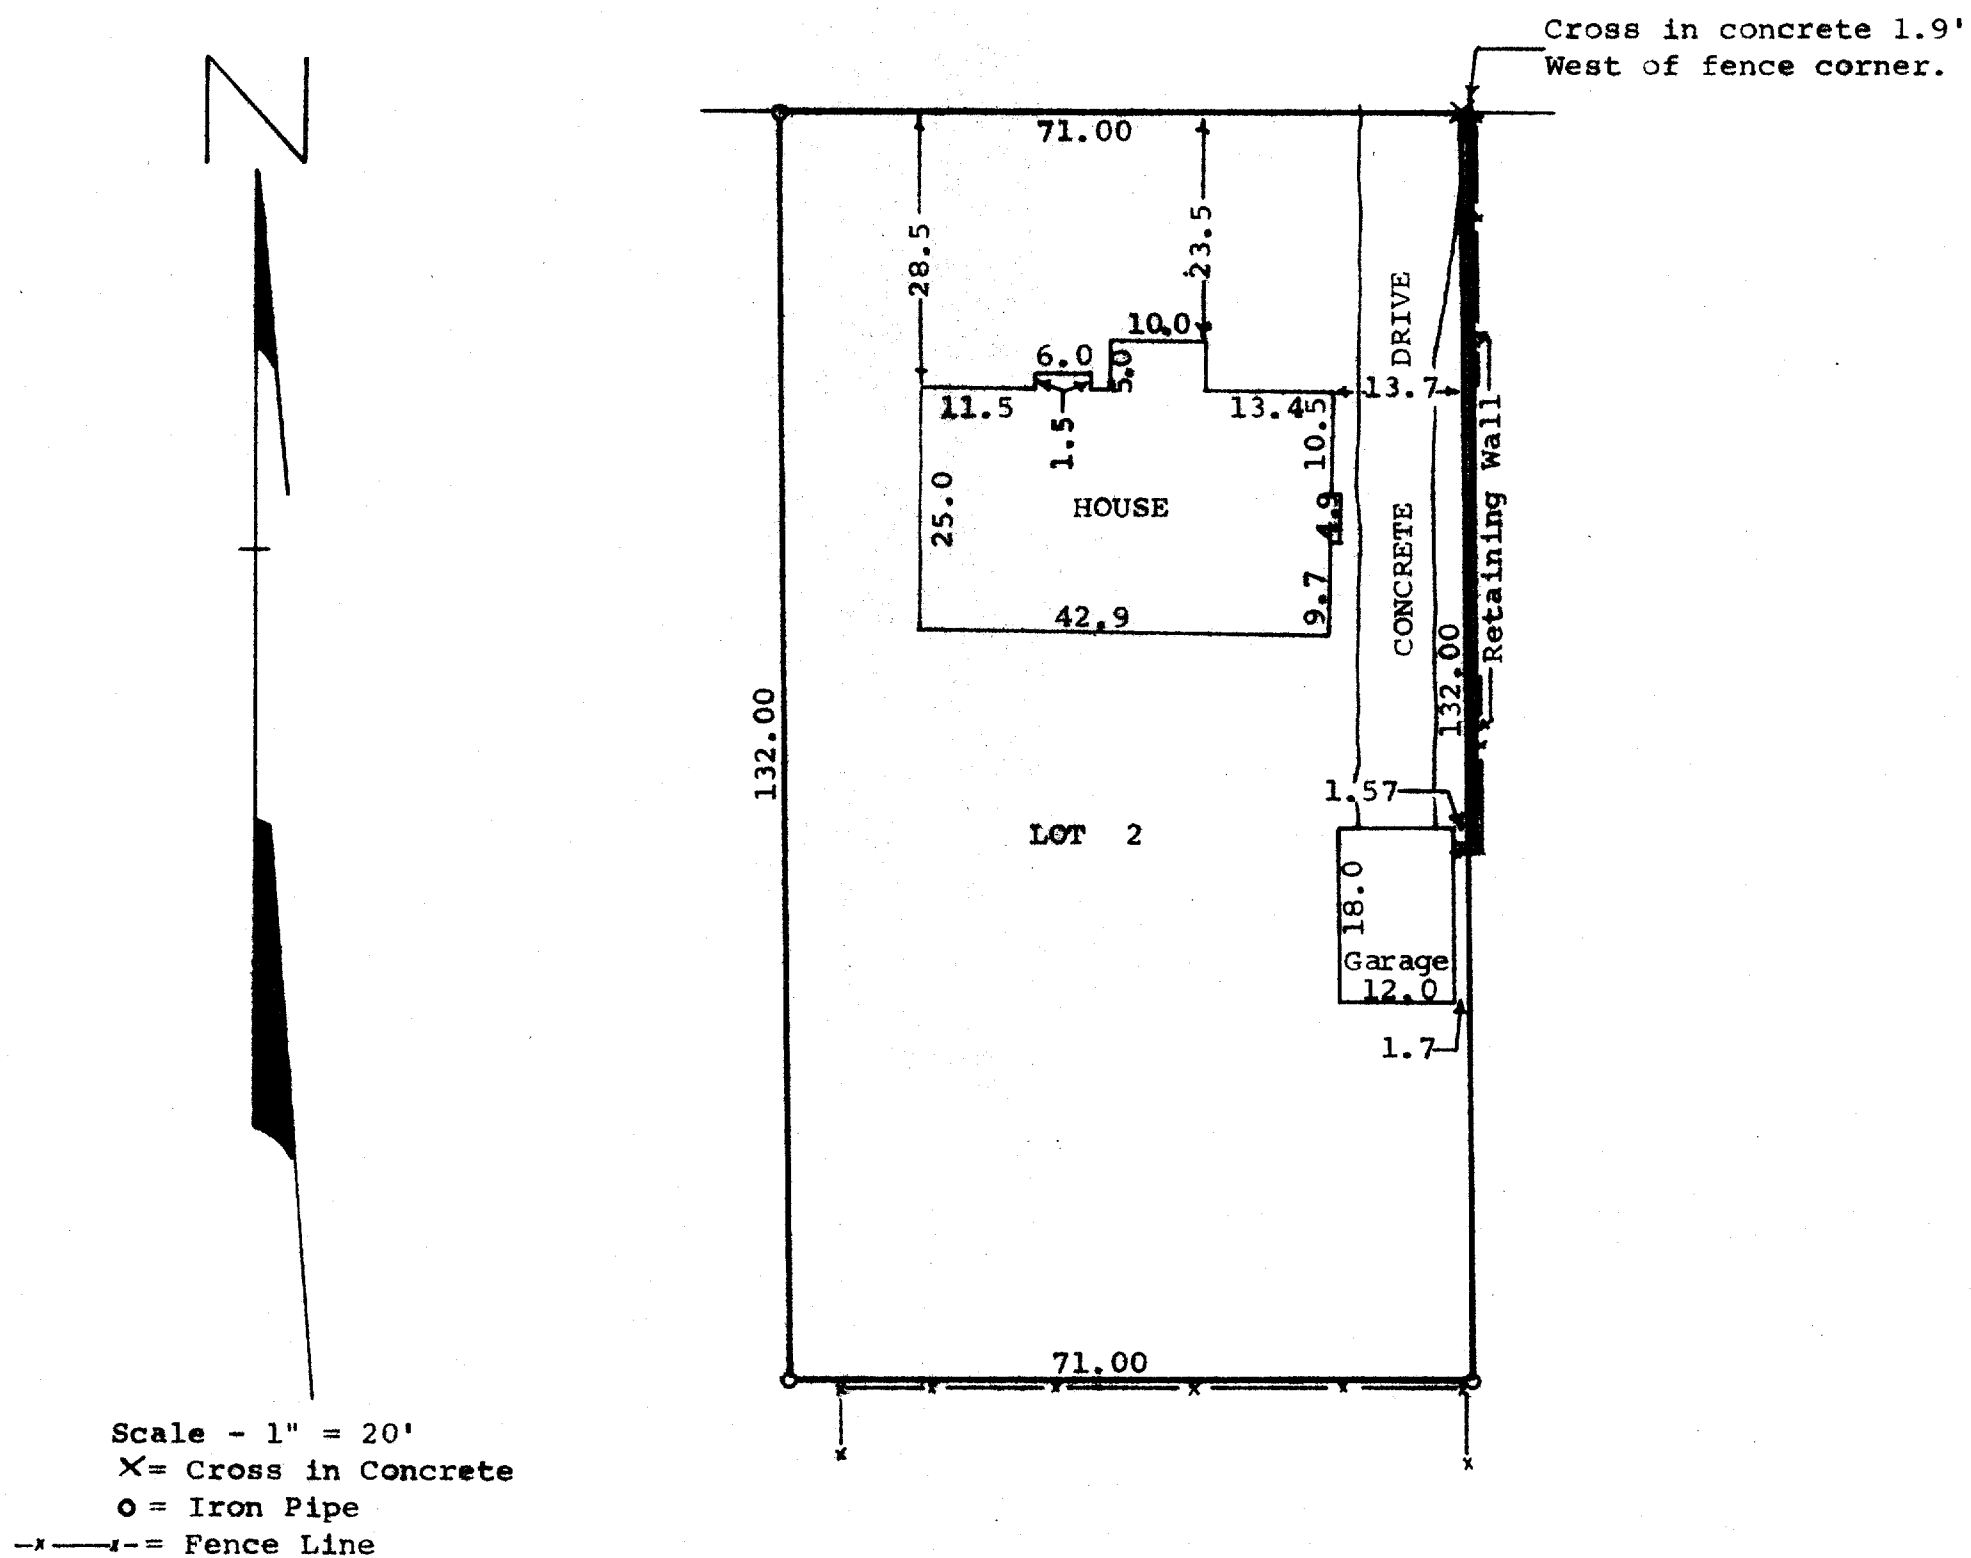 Cross in concrete 1.9'
West of fence corner.
N
71.00
28.5
23.5
DRIVE
10.0
6.0
5.0
11.5
1.5
13.4
13.7
10.5
Retaining Wall
25.0
HOUSE
4.9
CONCRETE
9.7
42.9
132.00
132.00
1.57
LOT 2
18.0
Garage
12.0
1.7
71.00
Scale - 1" = 20'
X= Cross in Concrete
o = Iron Pipe
-x——x-= Fence Line